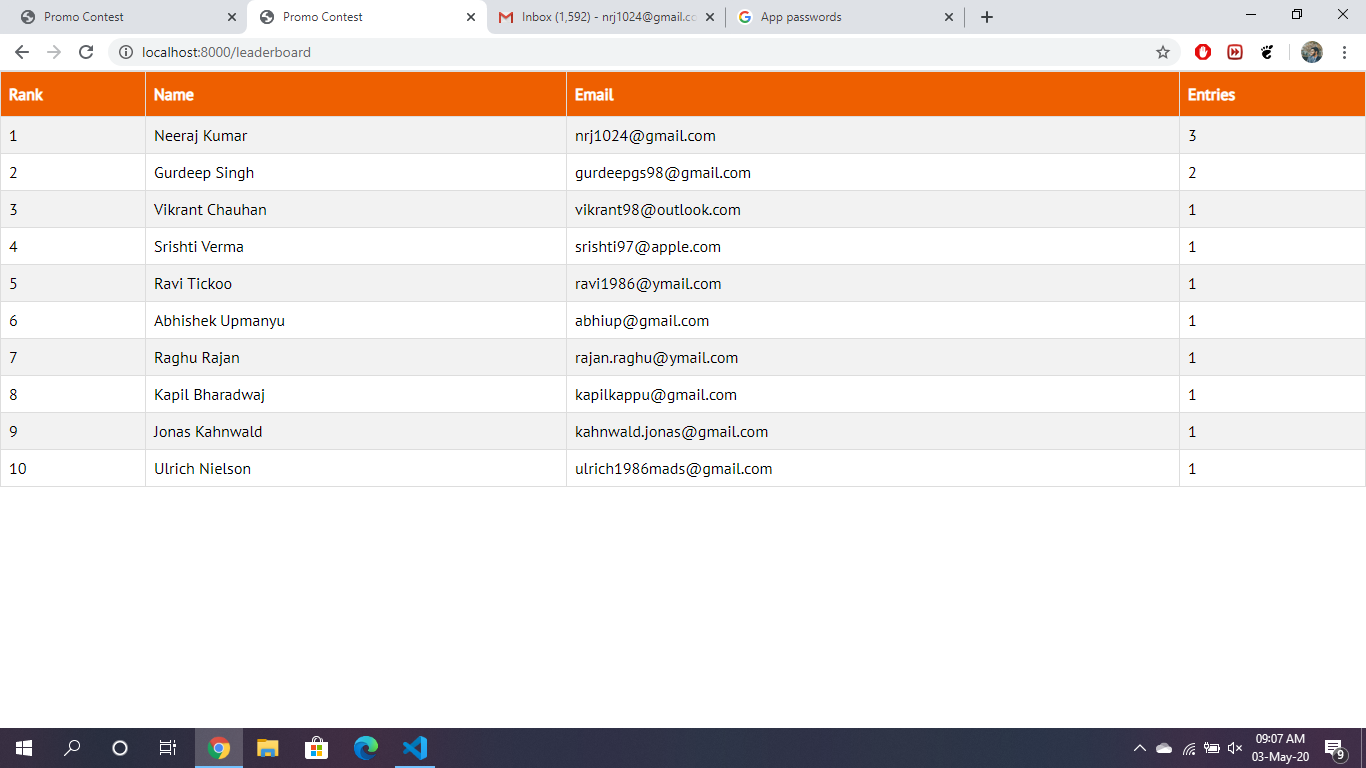 Promo Contest Promo Contest Inbox (1,592) - nrj1024@gmail.co App passwords
localhost:8000/leaderboard
Rank Name Email Entries
1 Neeraj Kumar nrj1024@gmail.com 3
2 Gurdeep Singh gurdeepgs98@gmail.com 2
3 Vikrant Chauhan vikrant98@outlook.com 1
4 Srishti Verma srishti97@apple.com 1
5 Ravi Tickoo ravi1986@ymail.com 1
6 Abhishek Upmanyu abhiup@gmail.com 1
7 Raghu Rajan rajan.raghu@ymail.com 1
8 Kapil Bharadwaj kapilkappu@gmail.com 1
9 Jonas Kahnwald kahnwald.jonas@gmail.com 1
10 Ulrich Nielson ulrich1986mads@gmail.com 1
09:07 AM
03-May-20
9